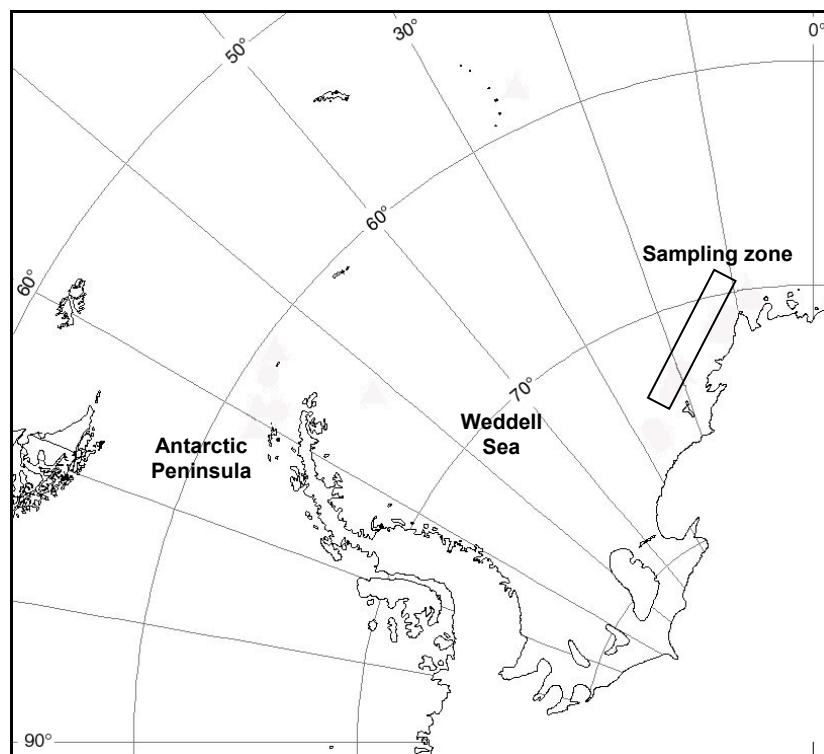 0°
30°
50°
60°
Sampling zone
60°
70°
Weddell
Sea
Antarctic
Peninsula
90°